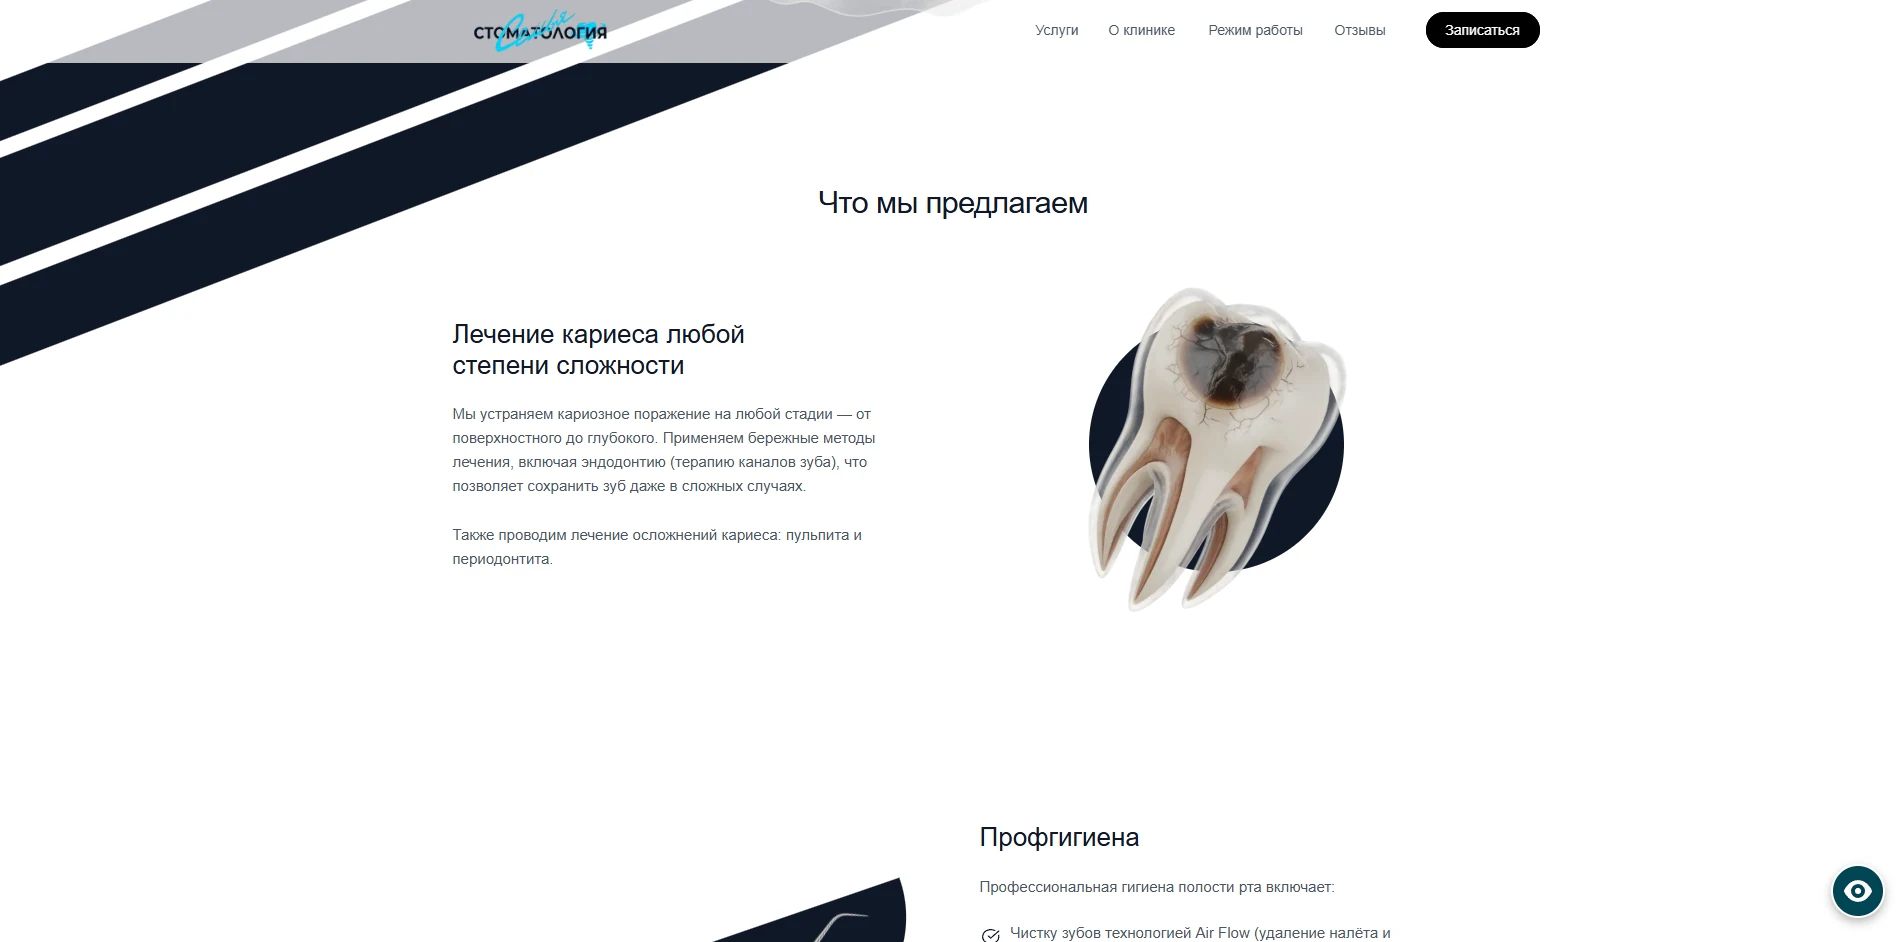 СТОМАТОЛОГИЯ
Семья
Услуги О клинике Режим работы Отзывы Записаться
Что мы предлагаем
Лечение кариеса любой
степени сложности
Мы устраняем кариозное поражение на любой стадии — от
поверхностного до глубокого. Применяем бережные методы
лечения, включая эндодонтию (терапию каналов зуба), что
позволяет сохранить зуб даже в сложных случаях.
Также проводим лечение осложнений кариеса: пульпита и
периодонтита.
Профгигиена
Профессиональная гигиена полости рта включает:
Чистку зубов технологией Air Flow (удаление налёта и